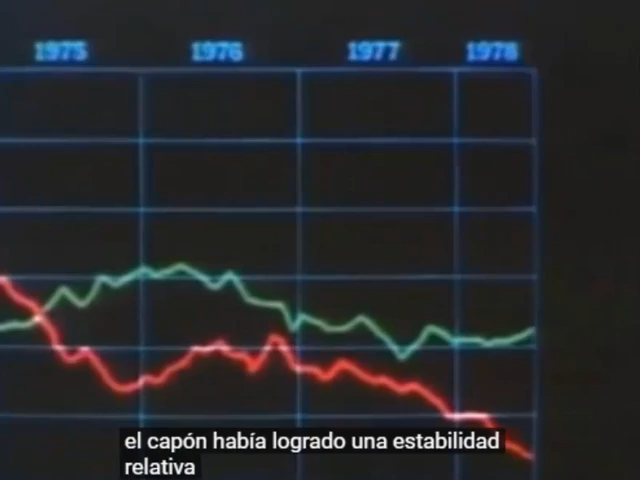 1975 1976 1977 1978
el capón había logrado una estabilidad
relativa